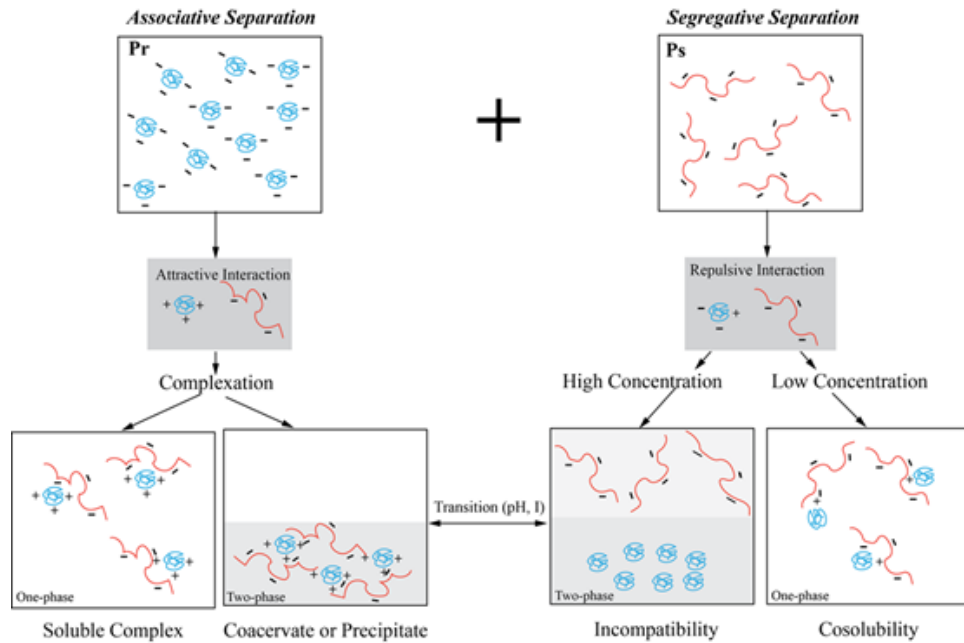 Associative Separation
Segregative Separation
Pr
+
Ps
Attractive Interaction
Repulsive Interaction
Complexation
High Concentration
Low Concentration
Transition (pH, I)
One-phase
Two-phase
Two-phase
One-phase
Soluble Complex
Coacervate or Precipitate
Incompatibility
Cosolubility